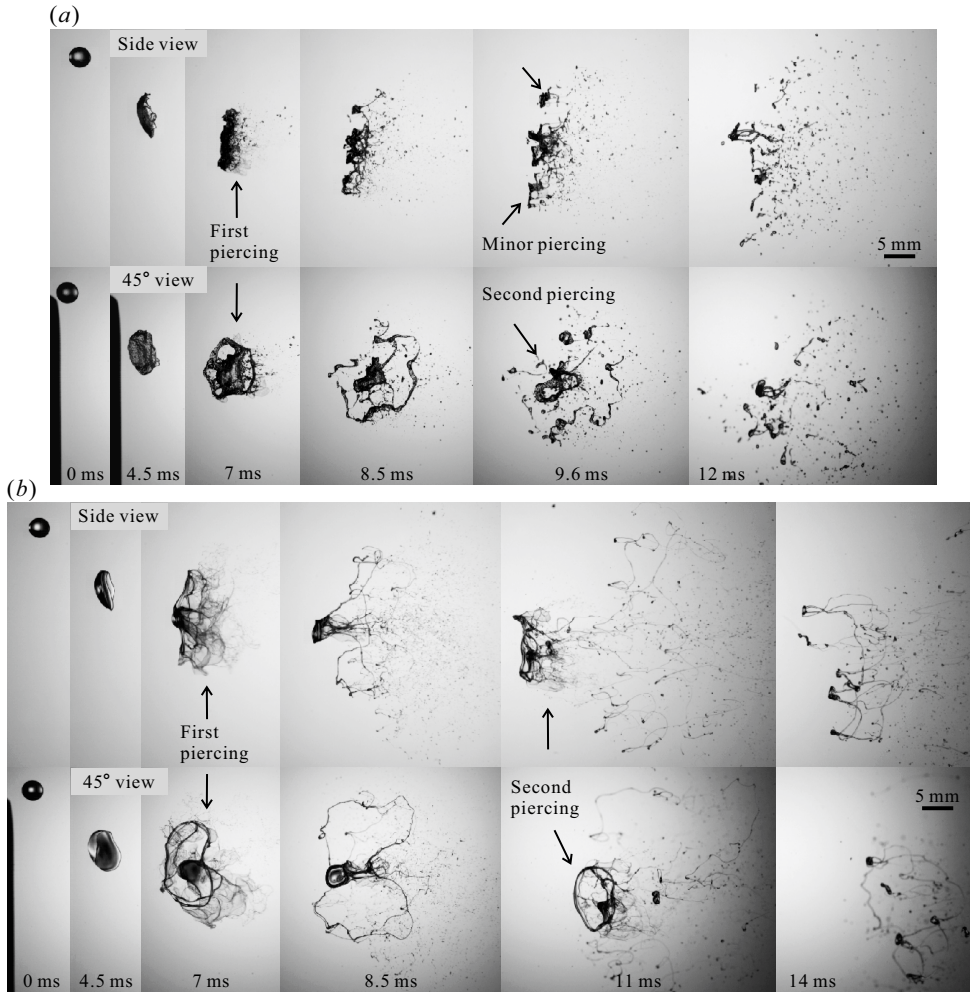 (a)
Side view
First
piercing
Minor piercing
5 mm
45° view
Second piercing
0 ms
4.5 ms
7 ms
8.5 ms
9.6 ms
12 ms
(b)
Side view
First
piercing
45° view
Second
piercing
5 mm
0 ms
4.5 ms
7 ms
8.5 ms
11 ms
14 ms